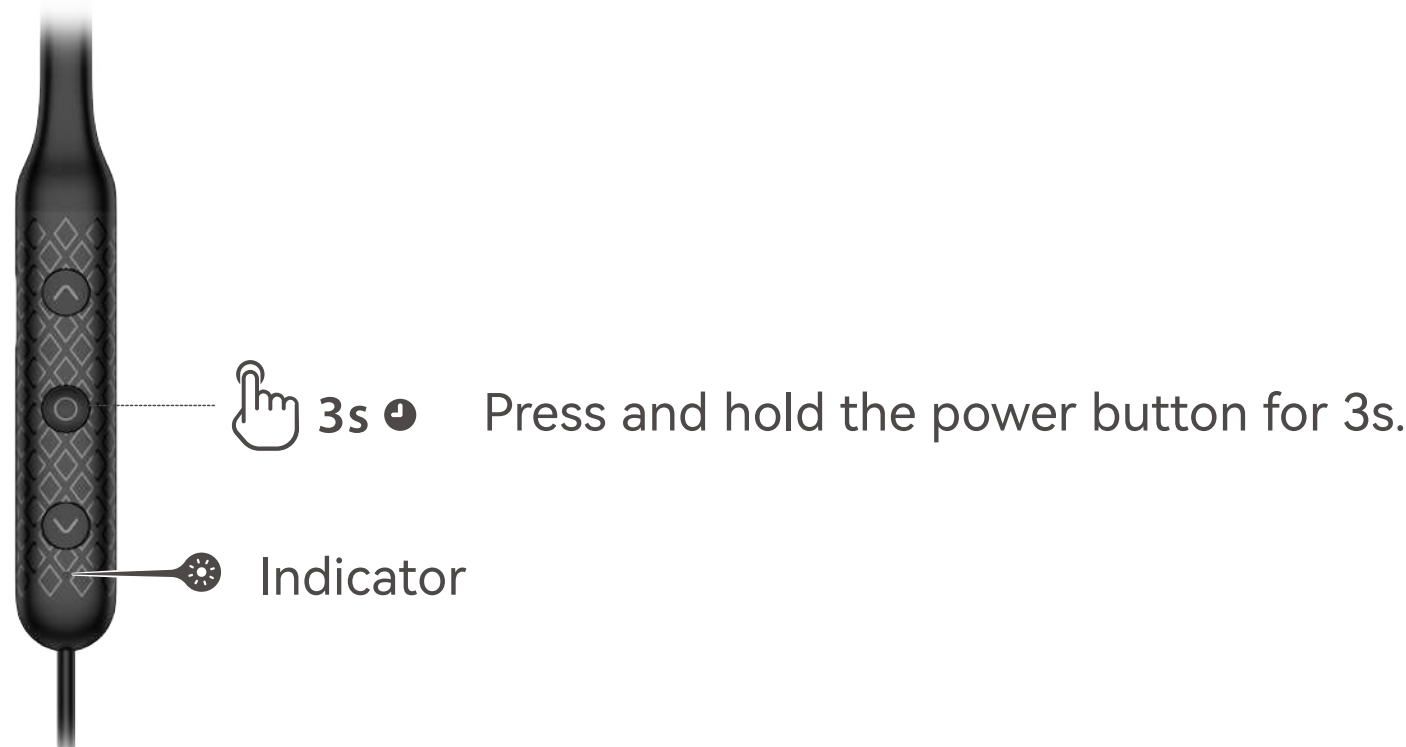 3s Press and hold the power button for 3s.
Indicator